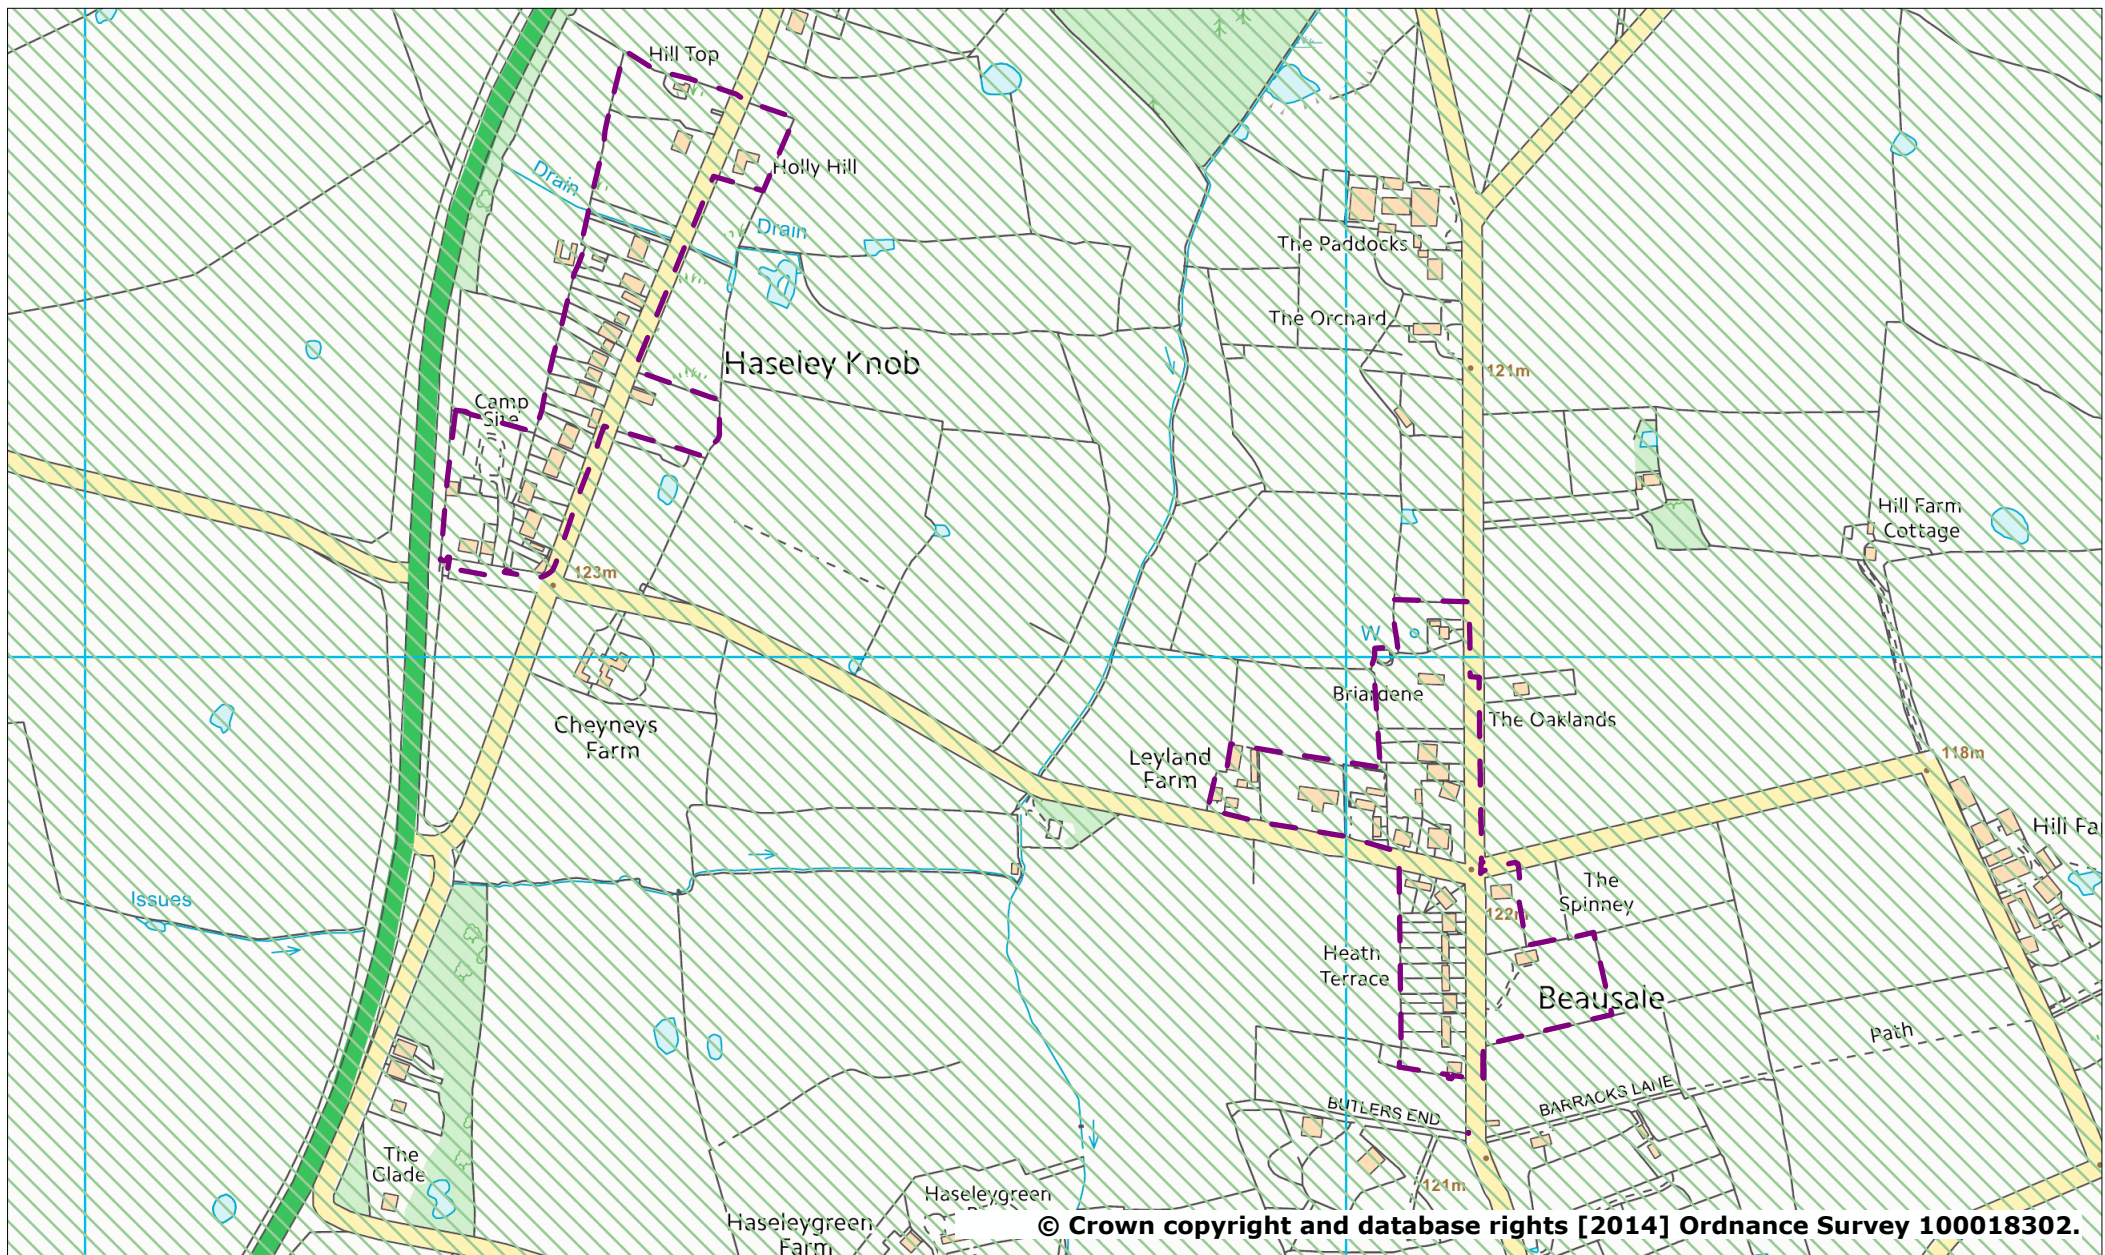 Hill Top
Holly Hill
Drain
Drain
The Paddocks
The Orchard
Haseley Knob
121m
Camp
Site
Hill Farm
Cottage
123m
W
Briardene
The Oaklands
Cheyneys
Farm
Leyland
Farm
118m
Hill Fa
The
Spinney
Issues
122m
Heath
Terrace
Beausale
Path
BUTLERS END
BARRACKS LANE
The
Glade
121m
Haseleygreen
Haseleygreen
Farm
© Crown copyright and database rights [2014] Ordnance Survey 100018302.